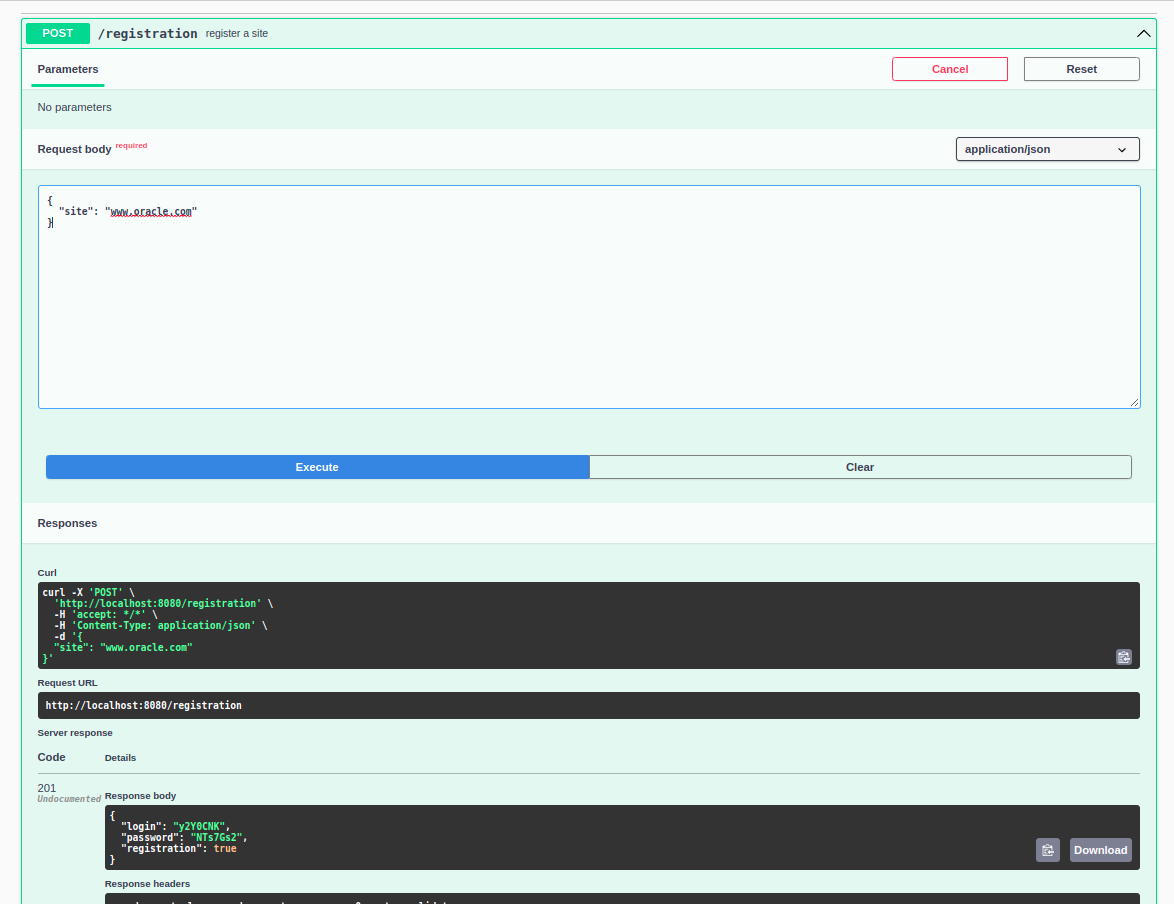 POST /registration register a site
Parameters
Cancel
Reset
No parameters
Request body required
application/json
{
"site": "www.oracle.com"
}
Execute
Clear
Responses
Curl
curl -X 'POST' \
'http://localhost:8080/registration' \
-H 'accept: */*' \
-H 'Content-Type: application/json' \
-d '{
"site": "www.oracle.com"
}'
Request URL
http://localhost:8080/registration
Server response
Code Details
201
Undocumented
Response body
{
"login": "y2Y0CNK",
"password": "NTs7Gs2",
"registration": true
}
Download
Response headers